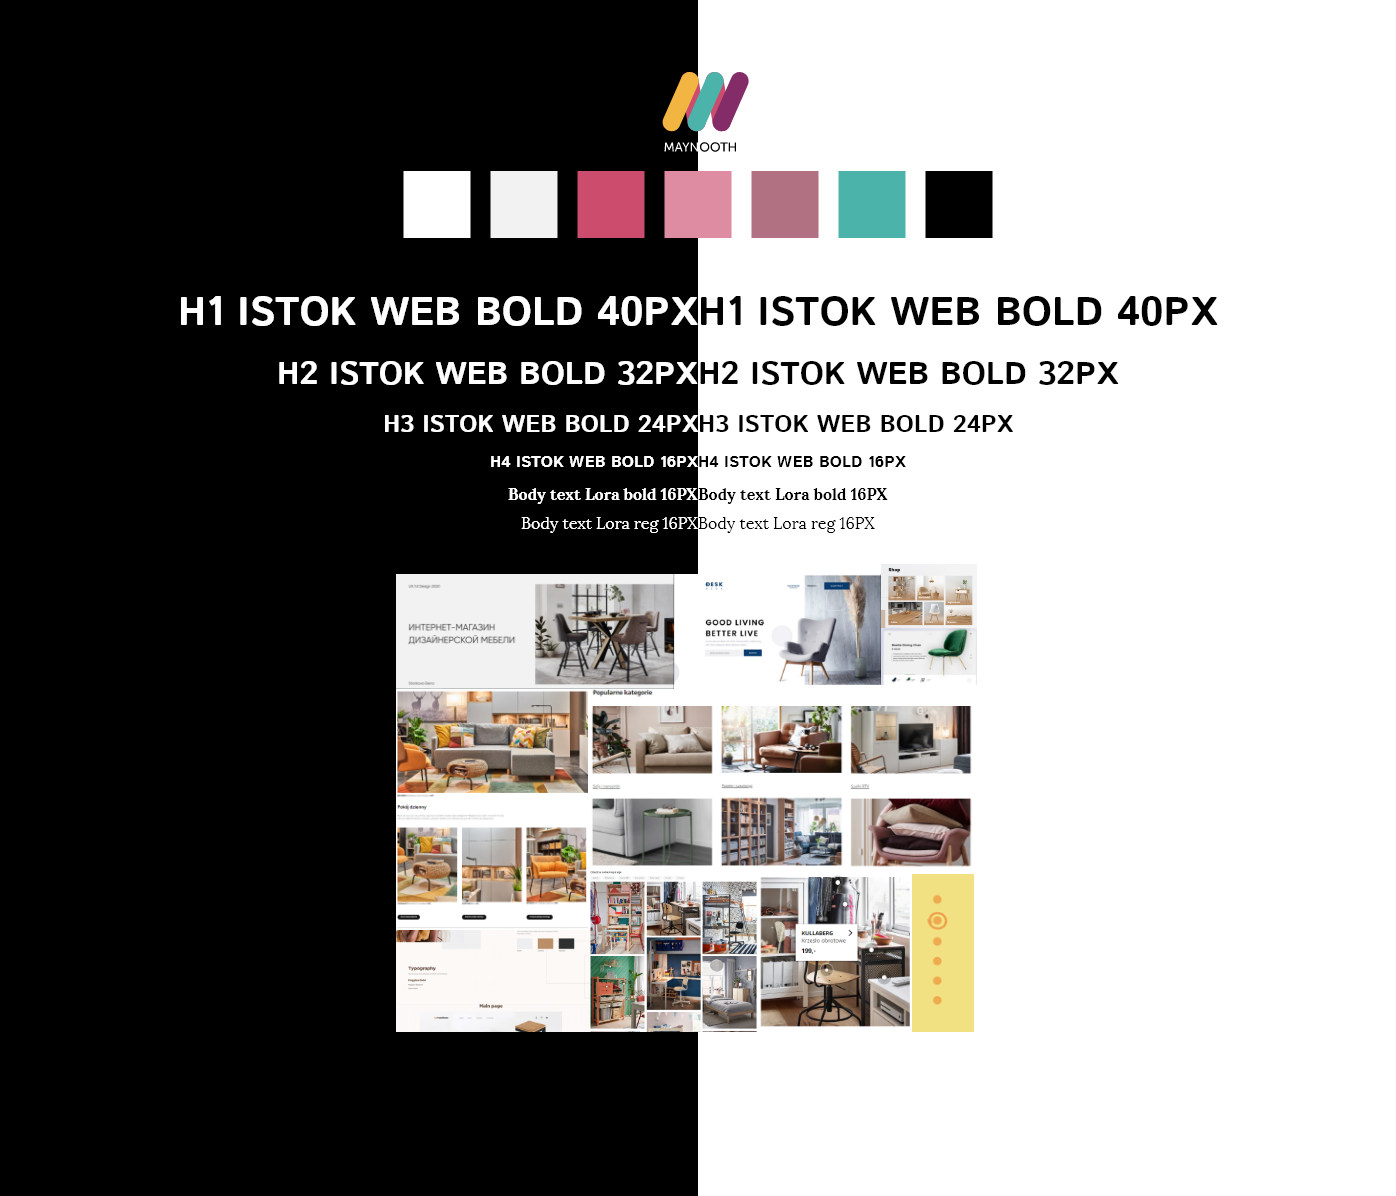 MAYNOOTH
H1 ISTOK WEB BOLD 40PX
H1 ISTOK WEB BOLD 40PX
H2 ISTOK WEB BOLD 32PX
H2 ISTOK WEB BOLD 32PX
H3 ISTOK WEB BOLD 24PX
H3 ISTOK WEB BOLD 24PX
H4 ISTOK WEB BOLD 16PX
H4 ISTOK WEB BOLD 16PX
Body text Lora bold 16PX
Body text Lora bold 16PX
Body text Lora reg 16PX
Body text Lora reg 16PX
ИНТЕРНЕТ-МАГАЗИН
ДИЗАЙНЕРСКОЙ МЕБЕЛИ
DESK
GOOD LIVING
BETTER LIVE
Shop
Popularne kategorie
Pokój dzienny
KULLABERG
Krzesło obrotowe
199,-
Typography
Main page